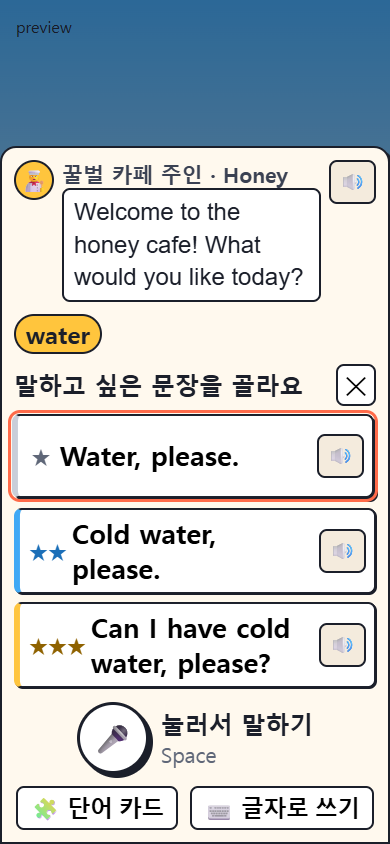 preview
꿀벌 카페 주인 · Honey
Welcome to the
honey cafe! What
would you like today?
water
말하고 싶은 문장을 골라요
★ Water, please.
★★ Cold water,
please.
★★★ Can I have cold
water, please?
눌러서 말하기
Space
단어 카드
글자로 쓰기